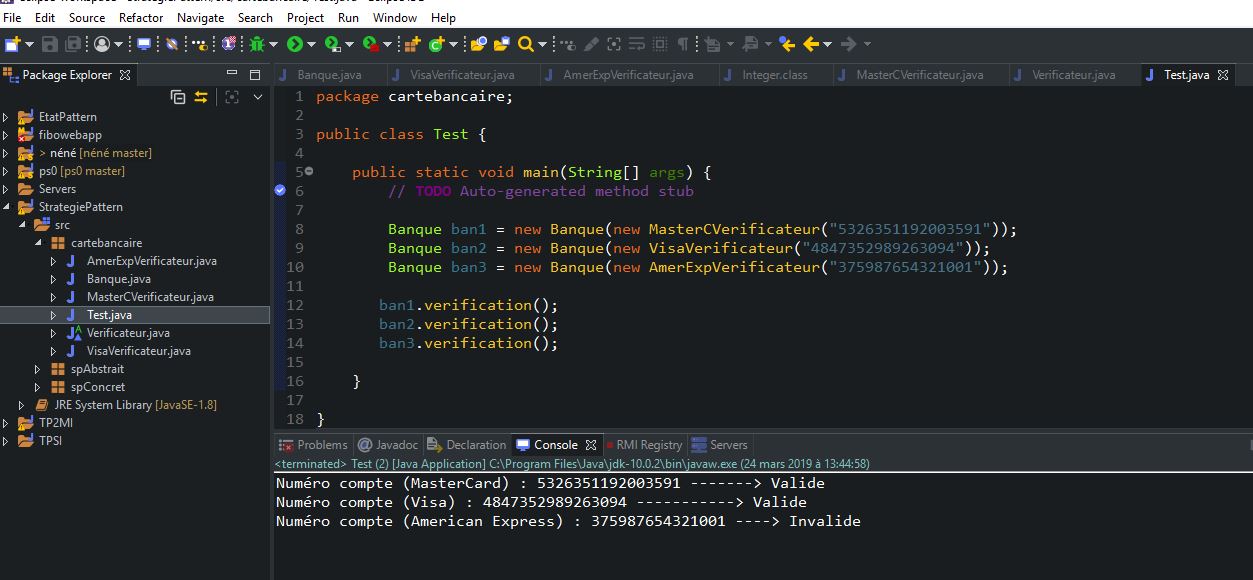 File Edit Source Refactor Navigate Search Project Run Window Help
Package Explorer
EtatPattern
fibowebapp
> néné [néné master]
ps0 [ps0 master]
Servers
StrategiePattern
src
cartebancaire
AmerExpVerificateur.java
Banque.java
MasterCVerificateur.java
Test.java
Verificateur.java
VisaVerificateur.java
spAbstrait
spConcret
JRE System Library [JavaSE-1.8]
TP2MI
TPSI
Banque.java VisaVerificateur.java AmerExpVerificateur.java Integer.class MasterCVerificateur.java Verificateur.java Test.java
1 package cartebancaire;
2
3 public class Test {
4
5 public static void main(String[] args) {
6 // TODO Auto-generated method stub
7
8 Banque ban1 = new Banque(new MasterCVerificateur("5326351192003591"));
9 Banque ban2 = new Banque(new VisaVerificateur("4847352989263094"));
10 Banque ban3 = new Banque(new AmerExpVerificateur("375987654321001"));
11
12 ban1.verification();
13 ban2.verification();
14 ban3.verification();
15
16 }
17
18 }
Problems Javadoc Declaration Console RMI Registry Servers
<terminated> Test (2) [Java Application] C:\Program Files\Java\jdk-10.0.2\bin\javaw.exe (24 mars 2019 à 13:44:58)
Numéro compte (MasterCard) : 5326351192003591 -------> Valide
Numéro compte (Visa) : 4847352989263094 -----------> Valide
Numéro compte (American Express) : 375987654321001 ----> Invalide